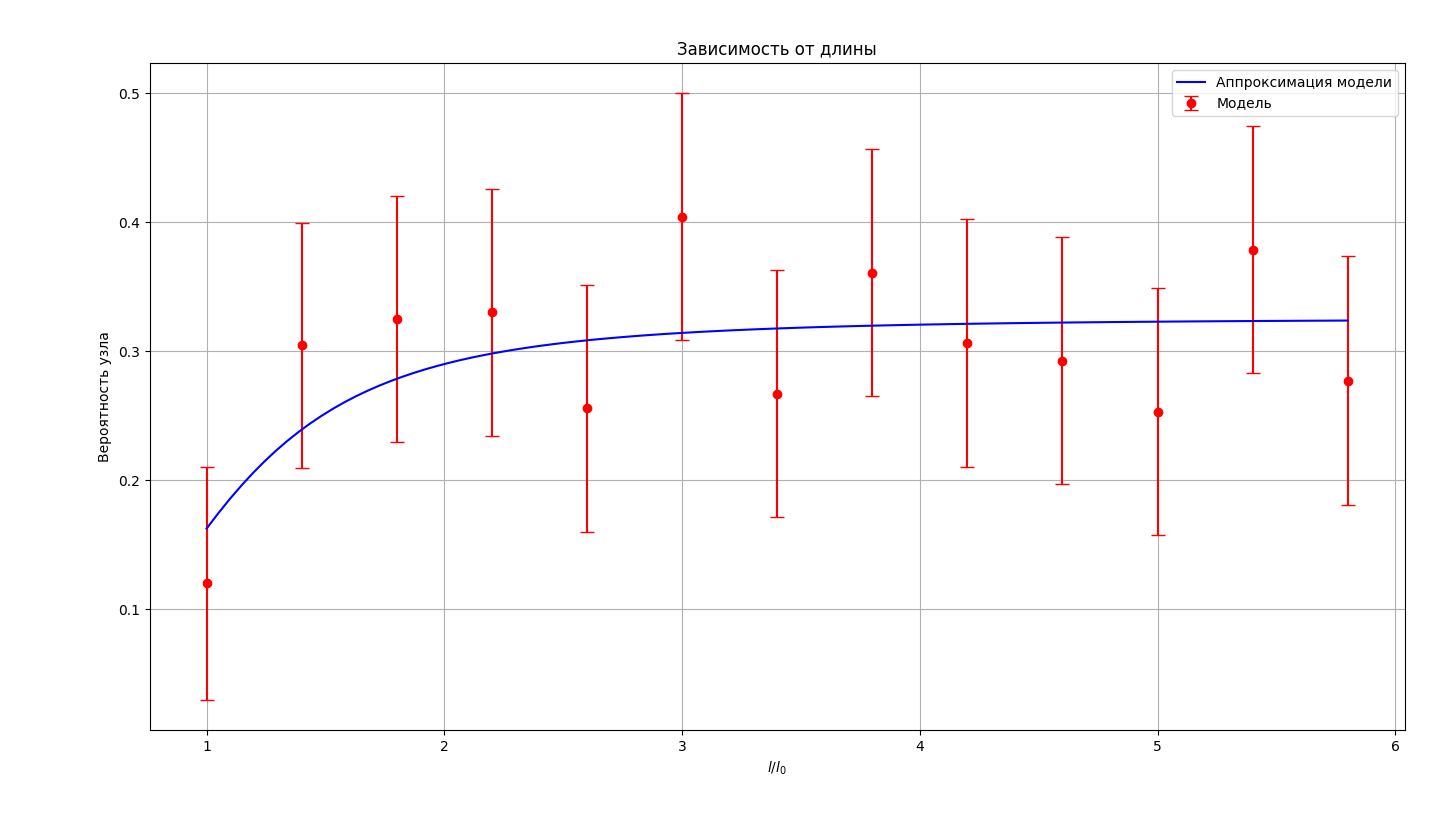 Зависимость от длины
Аппроксимация модели
Модель
Вероятность узла
0.5
0.4
0.3
0.2
0.1
1 2 3 4 5 6
l/l₀